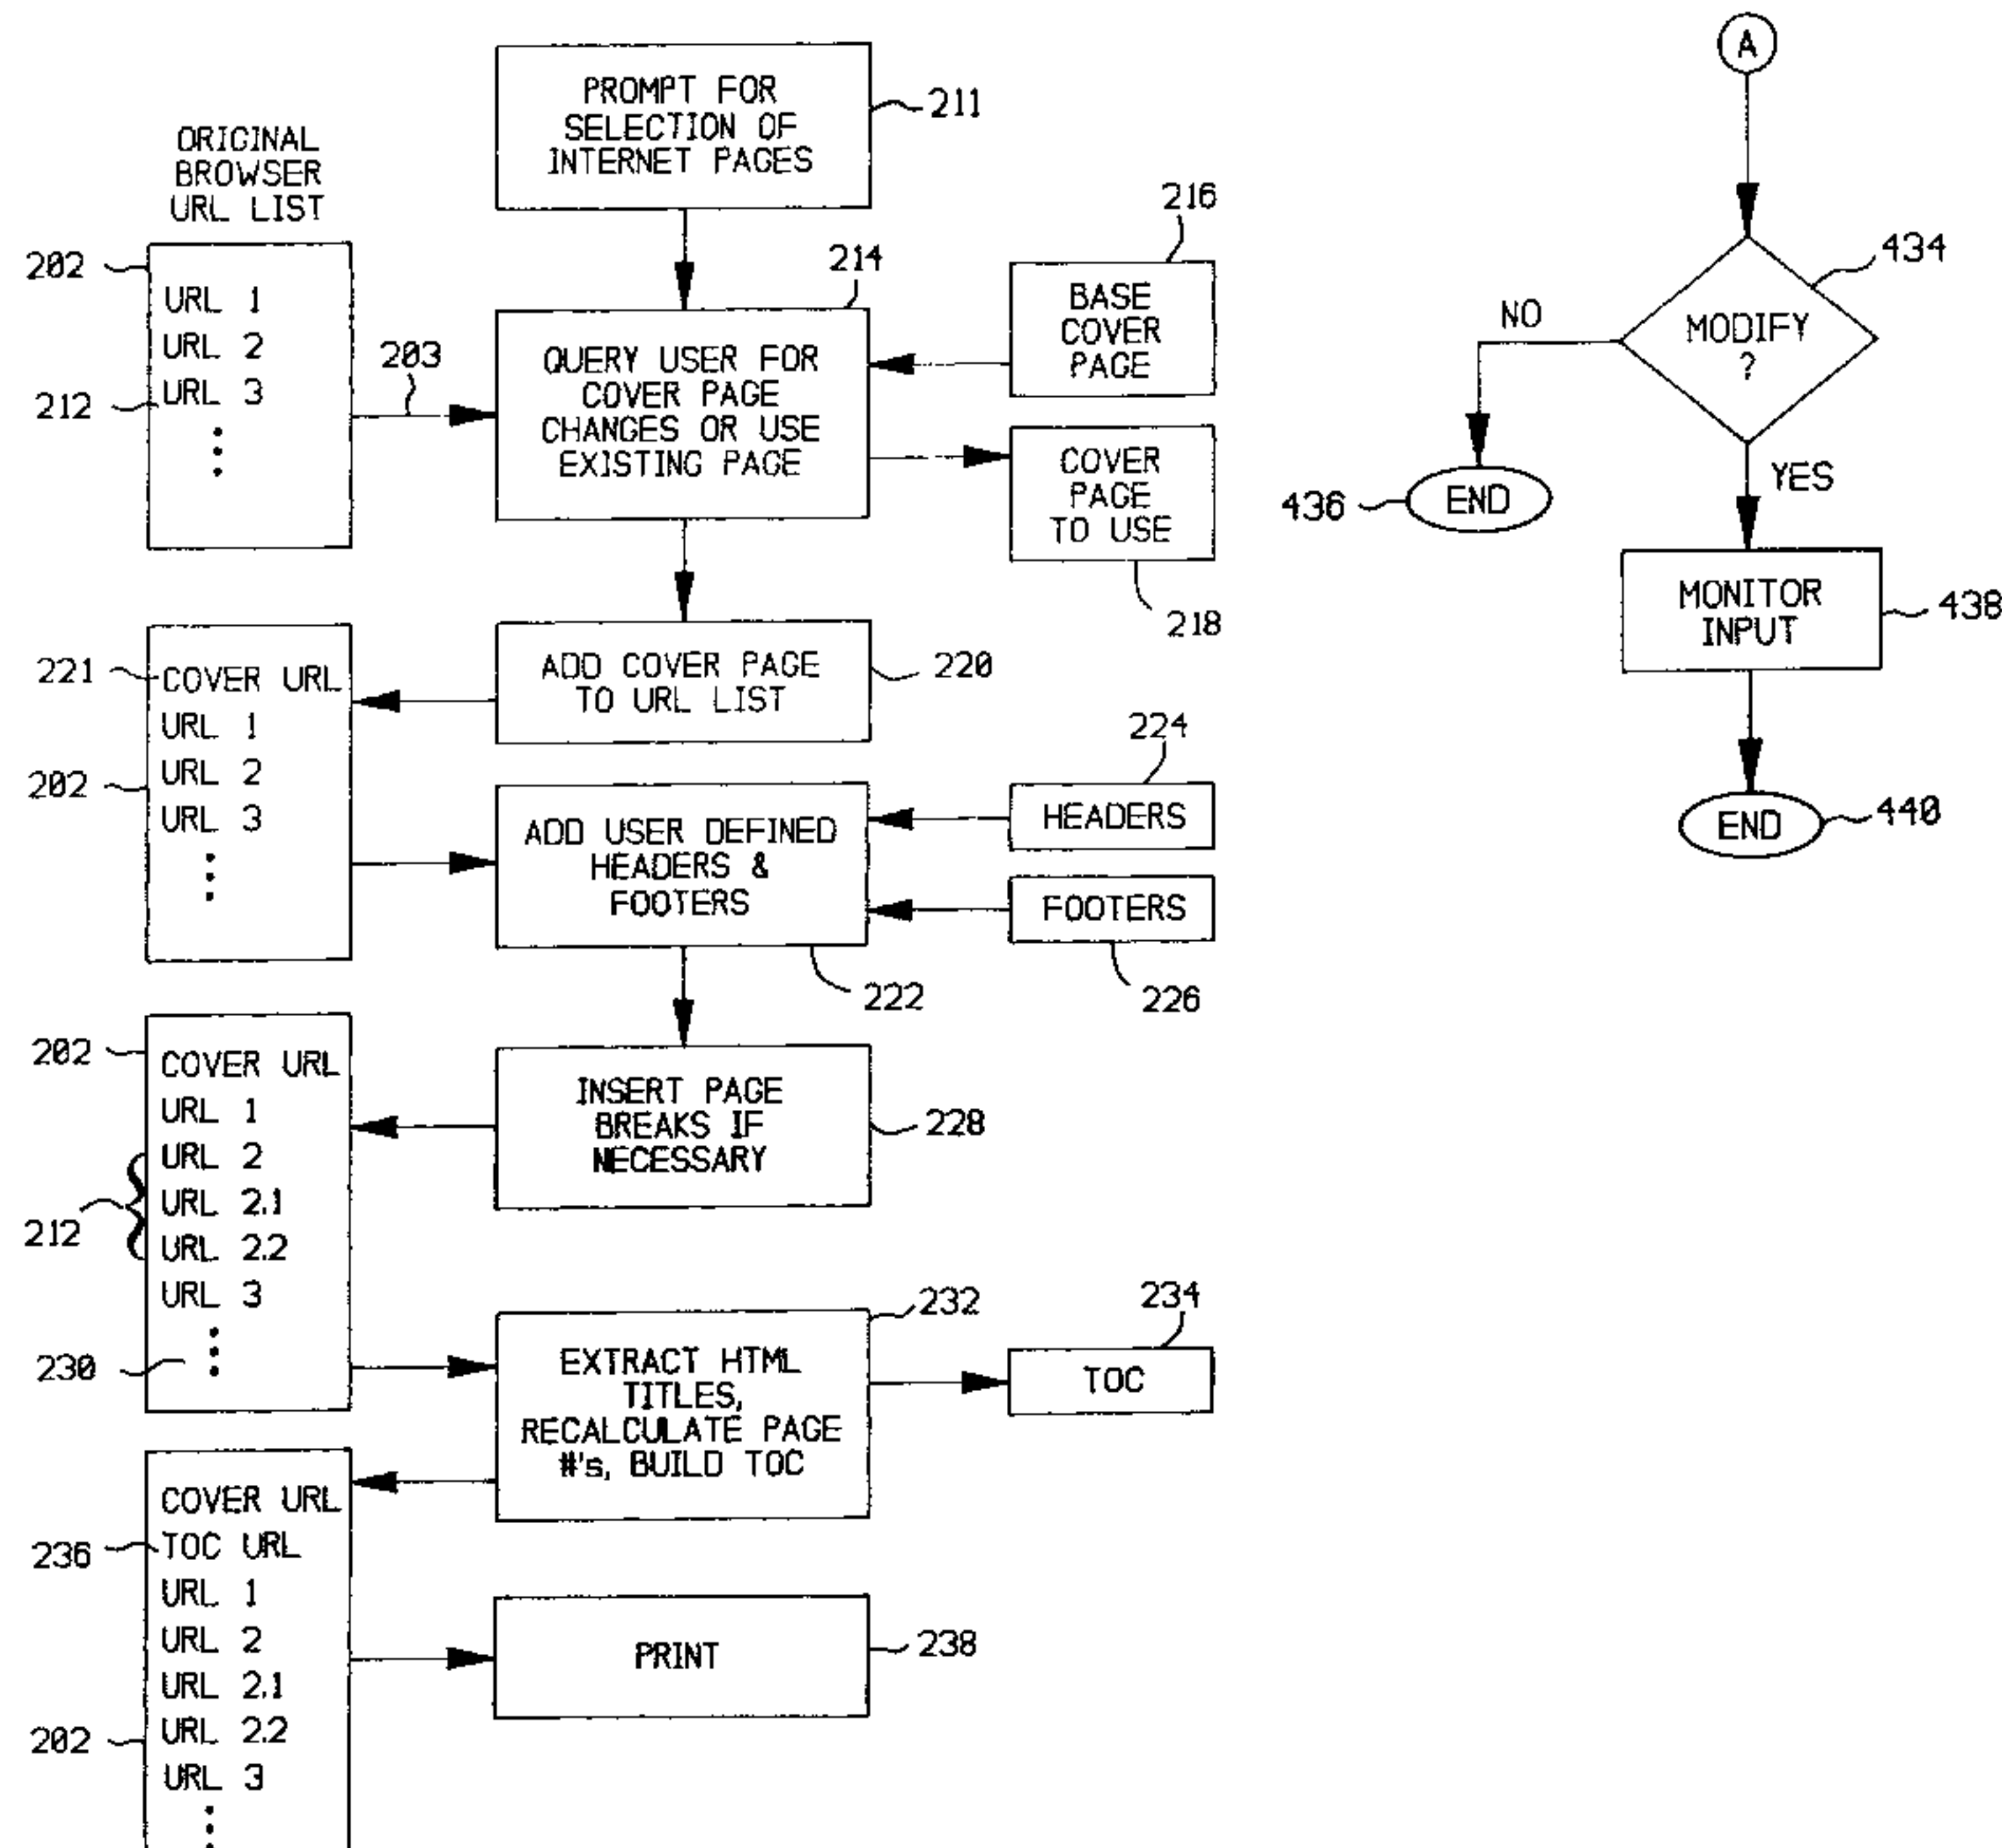 PROMPT FOR
SELECTION OF
INTERNET PAGES
211
ORIGINAL
BROWSER
URL LIST
202
URL 1
URL 2
212
URL 3
203
214
QUERY USER FOR
COVER PAGE
CHANGES OR USE
EXISTING PAGE
216
BASE
COVER
PAGE
COVER
PAGE
TO USE
218
221
COVER URL
URL 1
URL 2
202
URL 3
ADD COVER PAGE
TO URL LIST
220
224
HEADERS
ADD USER DEFINED
HEADERS &
FOOTERS
222
FOOTERS
226
202
COVER URL
URL 1
URL 2
URL 2.1
212
URL 2.2
URL 3
230
INSERT PAGE
BREAKS IF
NECESSARY
228
232
EXTRACT HTML
TITLES,
RECALCULATE PAGE
#'s, BUILD TOC
234
TOC
COVER URL
236
TOC URL
URL 1
URL 2
URL 2.1
URL 2.2
202
URL 3
PRINT
238
A
434
MODIFY
?
NO
436
END
YES
MONITOR
INPUT
438
END
440